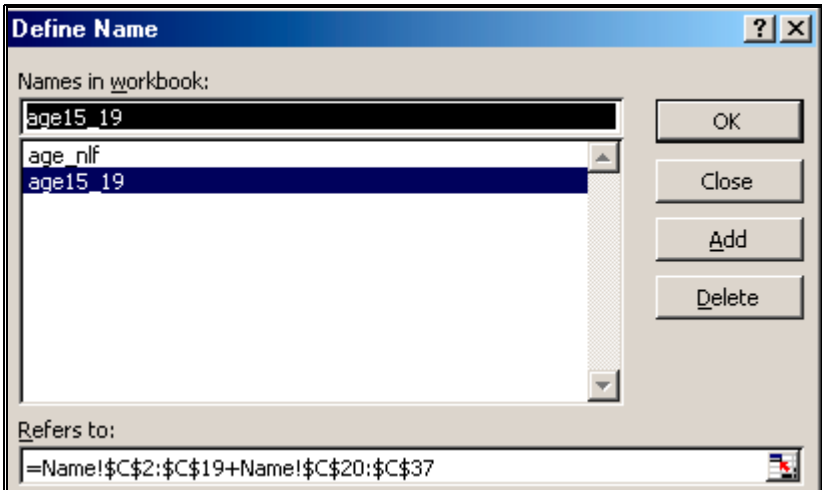 Define Name
? ×
Names in workbook:
age15_19
OK
age_nlf
age15_19
Close
Add
Delete
Refers to:
=Name!$C$2:$C$19+Name!$C$20:$C$37